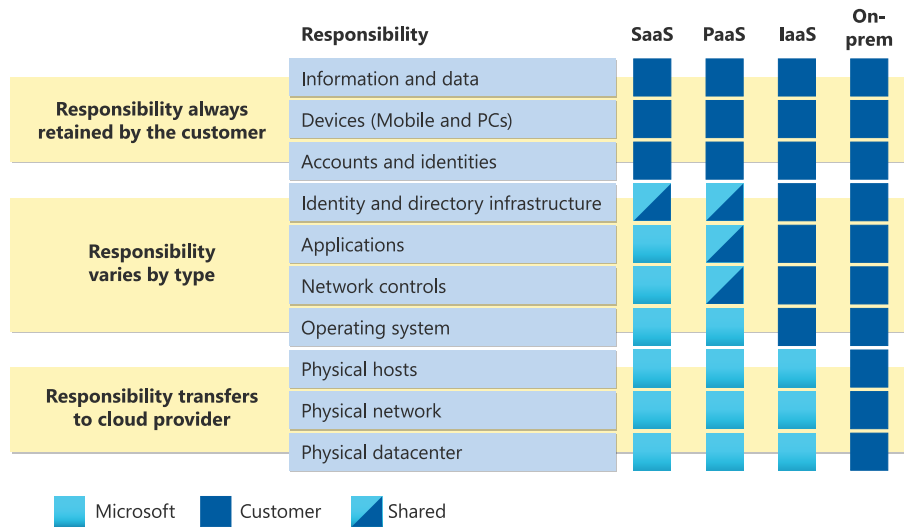 Responsibility SaaS PaaS IaaS On-
prem
Information and data
Responsibility always
retained by the customer
Devices (Mobile and PCs)
Accounts and identities
Identity and directory infrastructure
Responsibility
varies by type
Applications
Network controls
Operating system
Physical hosts
Responsibility transfers
to cloud provider
Physical network
Physical datacenter
Microsoft Customer Shared